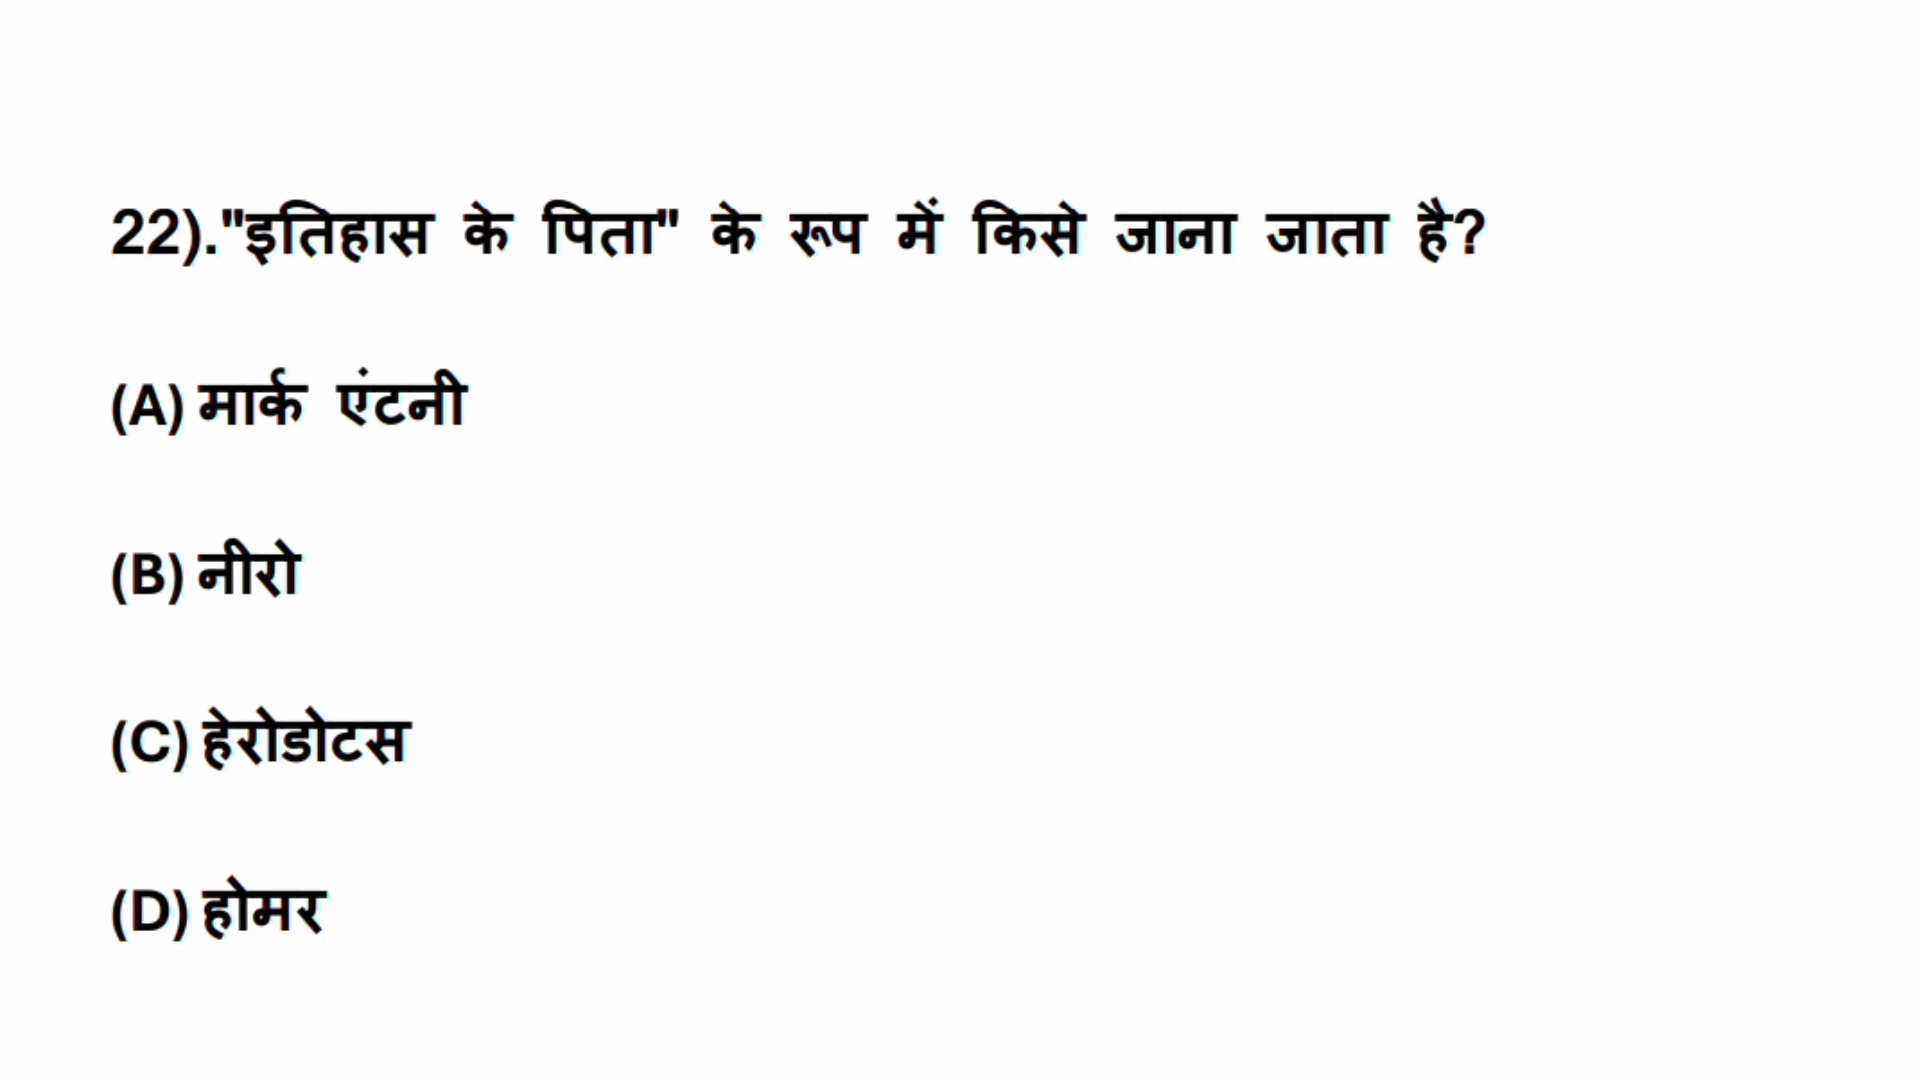 22)."इतिहास के पिता" के रूप में किसे जाना जाता है?
(A) मार्क एंटनी
(B) नीरो
(C) हेरोडोटस
(D) होमर